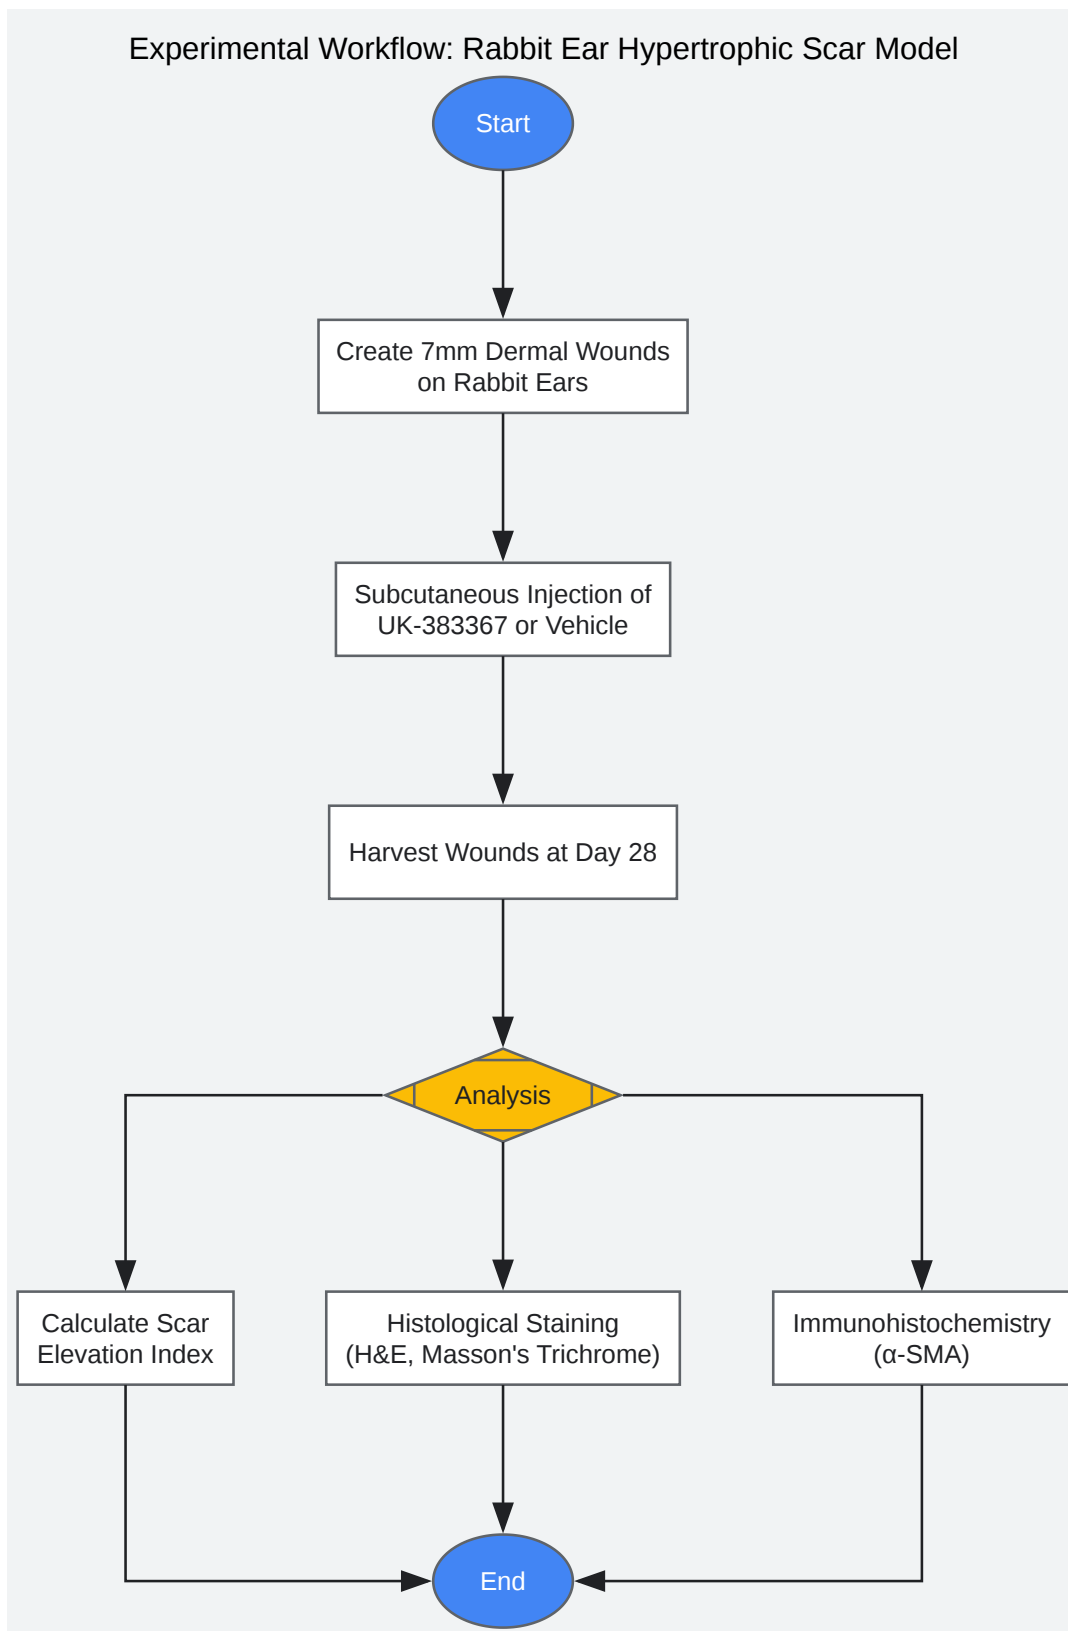 Experimental Workflow: Rabbit Ear Hypertrophic Scar Model
Start
Create 7mm Dermal Wounds
on Rabbit Ears
Subcutaneous Injection of
UK-383367 or Vehicle
Harvest Wounds at Day 28
Analysis
Calculate Scar
Elevation Index
Histological Staining
(H&E, Masson's Trichrome)
Immunohistochemistry
(α-SMA)
End